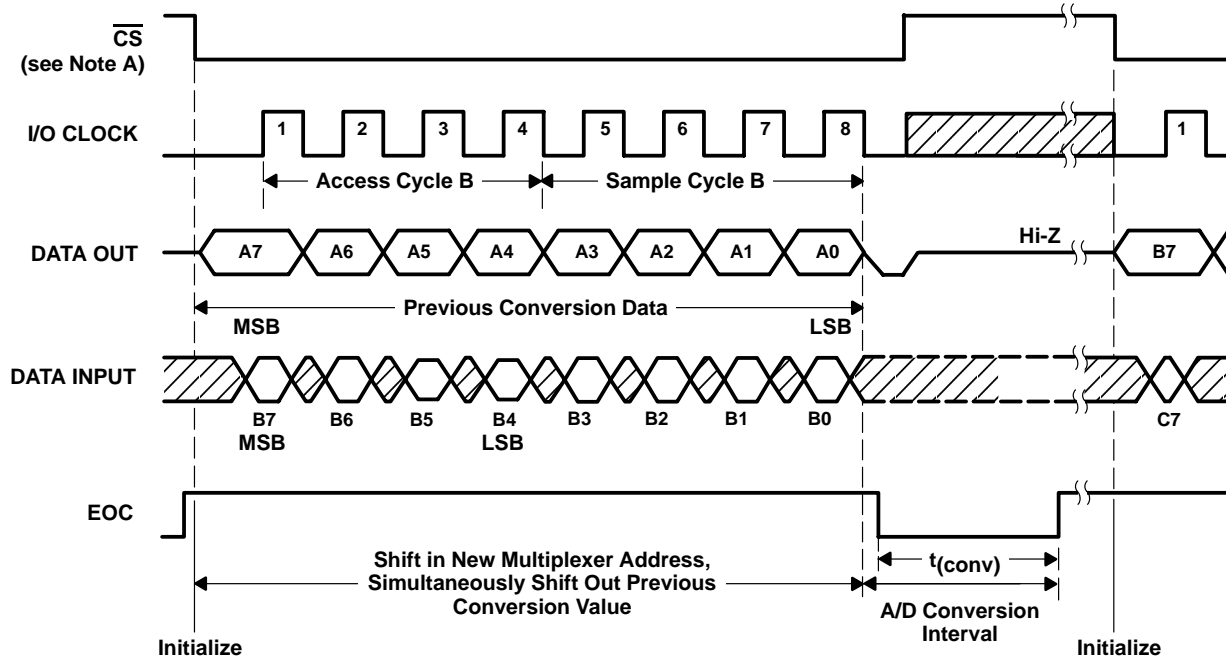 CS
(see Note A)
I/O CLOCK
1 2 3 4 5 6 7 8 1
Access Cycle B Sample Cycle B
DATA OUT
A7 A6 A5 A4 A3 A2 A1 A0 Hi-Z B7
Previous Conversion Data
MSB LSB
DATA INPUT
B7 B6 B5 B4 B3 B2 B1 B0 C7
MSB LSB
EOC
Shift in New Multiplexer Address,
Simultaneously Shift Out Previous
Conversion Value
t(conv)
A/D Conversion
Interval
Initialize Initialize